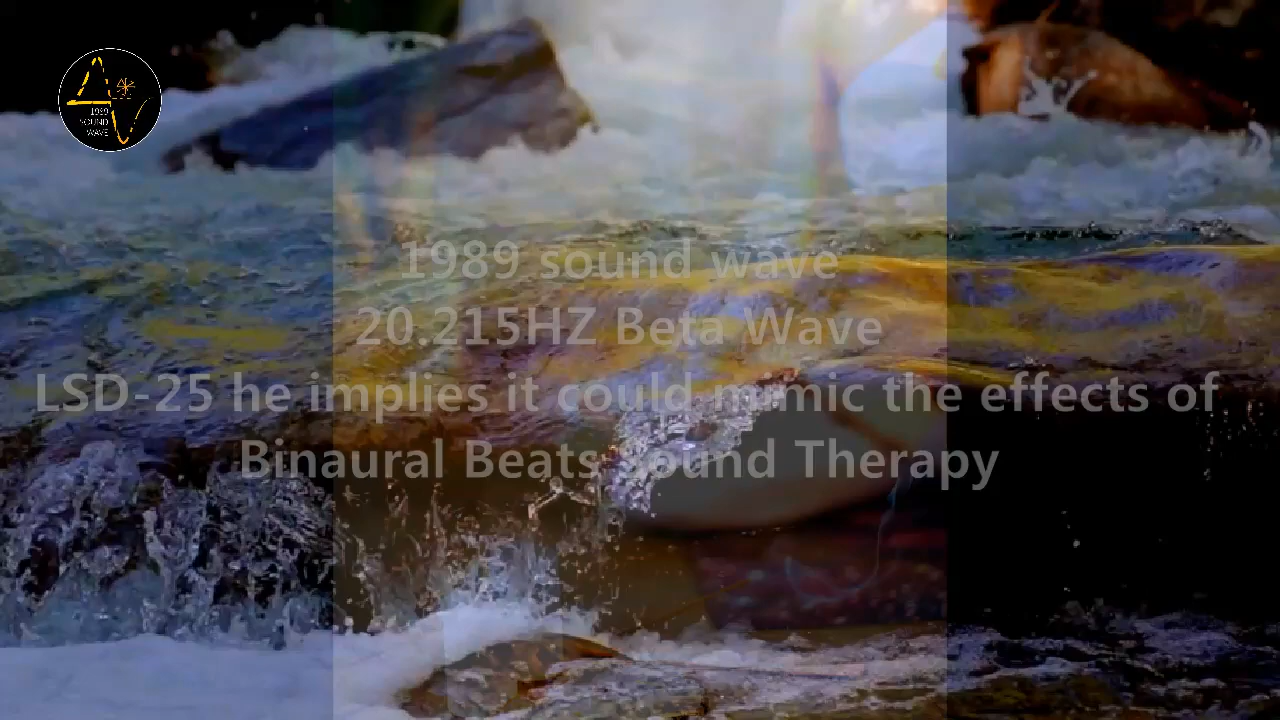 1989
SOUND
WAVE
1989 sound wave
20.215HZ Beta Wave
LSD-25 he implies it could mimic the effects of
Binaural Beats Sound Therapy